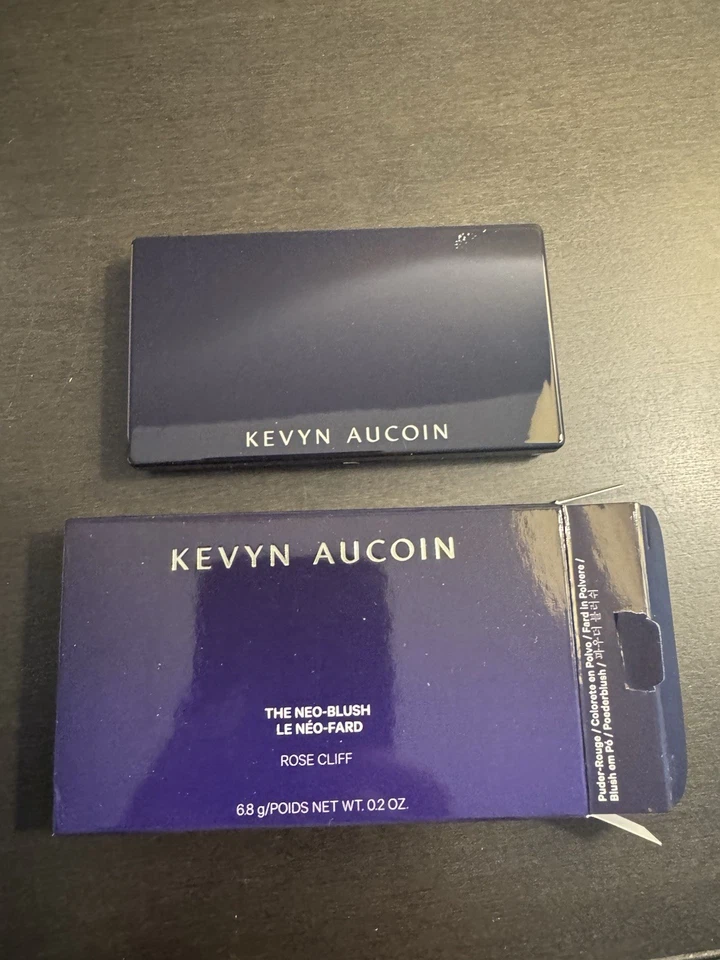 KEVYN AUCOIN
KEVYN AUCOIN
THE NEO-BLUSH
LE NÉO-FARD
ROSE CLIFF
6.8 g/POIDS NET WT. 0.2 OZ.
Puder-Rouge / Colorete en Polvo / Fard in Polvere /
Blush em Pó / Poederblush / 파우더 블러쉬